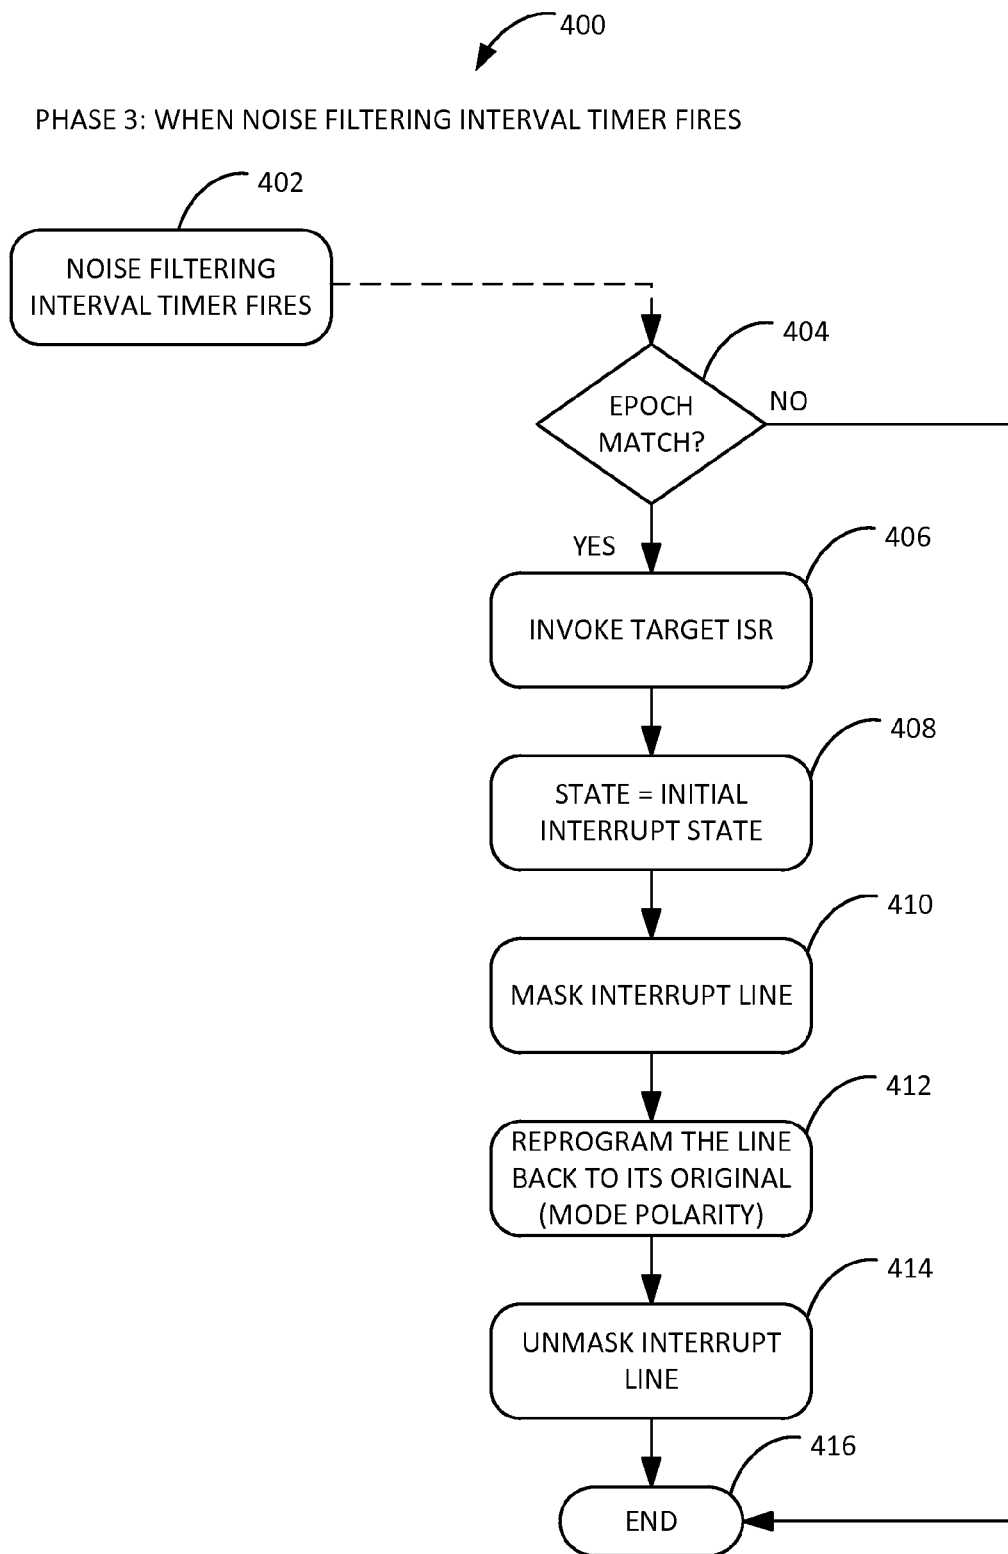 400
PHASE 3: WHEN NOISE FILTERING INTERVAL TIMER FIRES
402
NOISE FILTERING
INTERVAL TIMER FIRES
404
EPOCH
MATCH?
NO
YES
406
INVOKE TARGET ISR
408
STATE = INITIAL
INTERRUPT STATE
410
MASK INTERRUPT LINE
412
REPROGRAM THE LINE
BACK TO ITS ORIGINAL
(MODE POLARITY)
414
UNMASK INTERRUPT
LINE
416
END